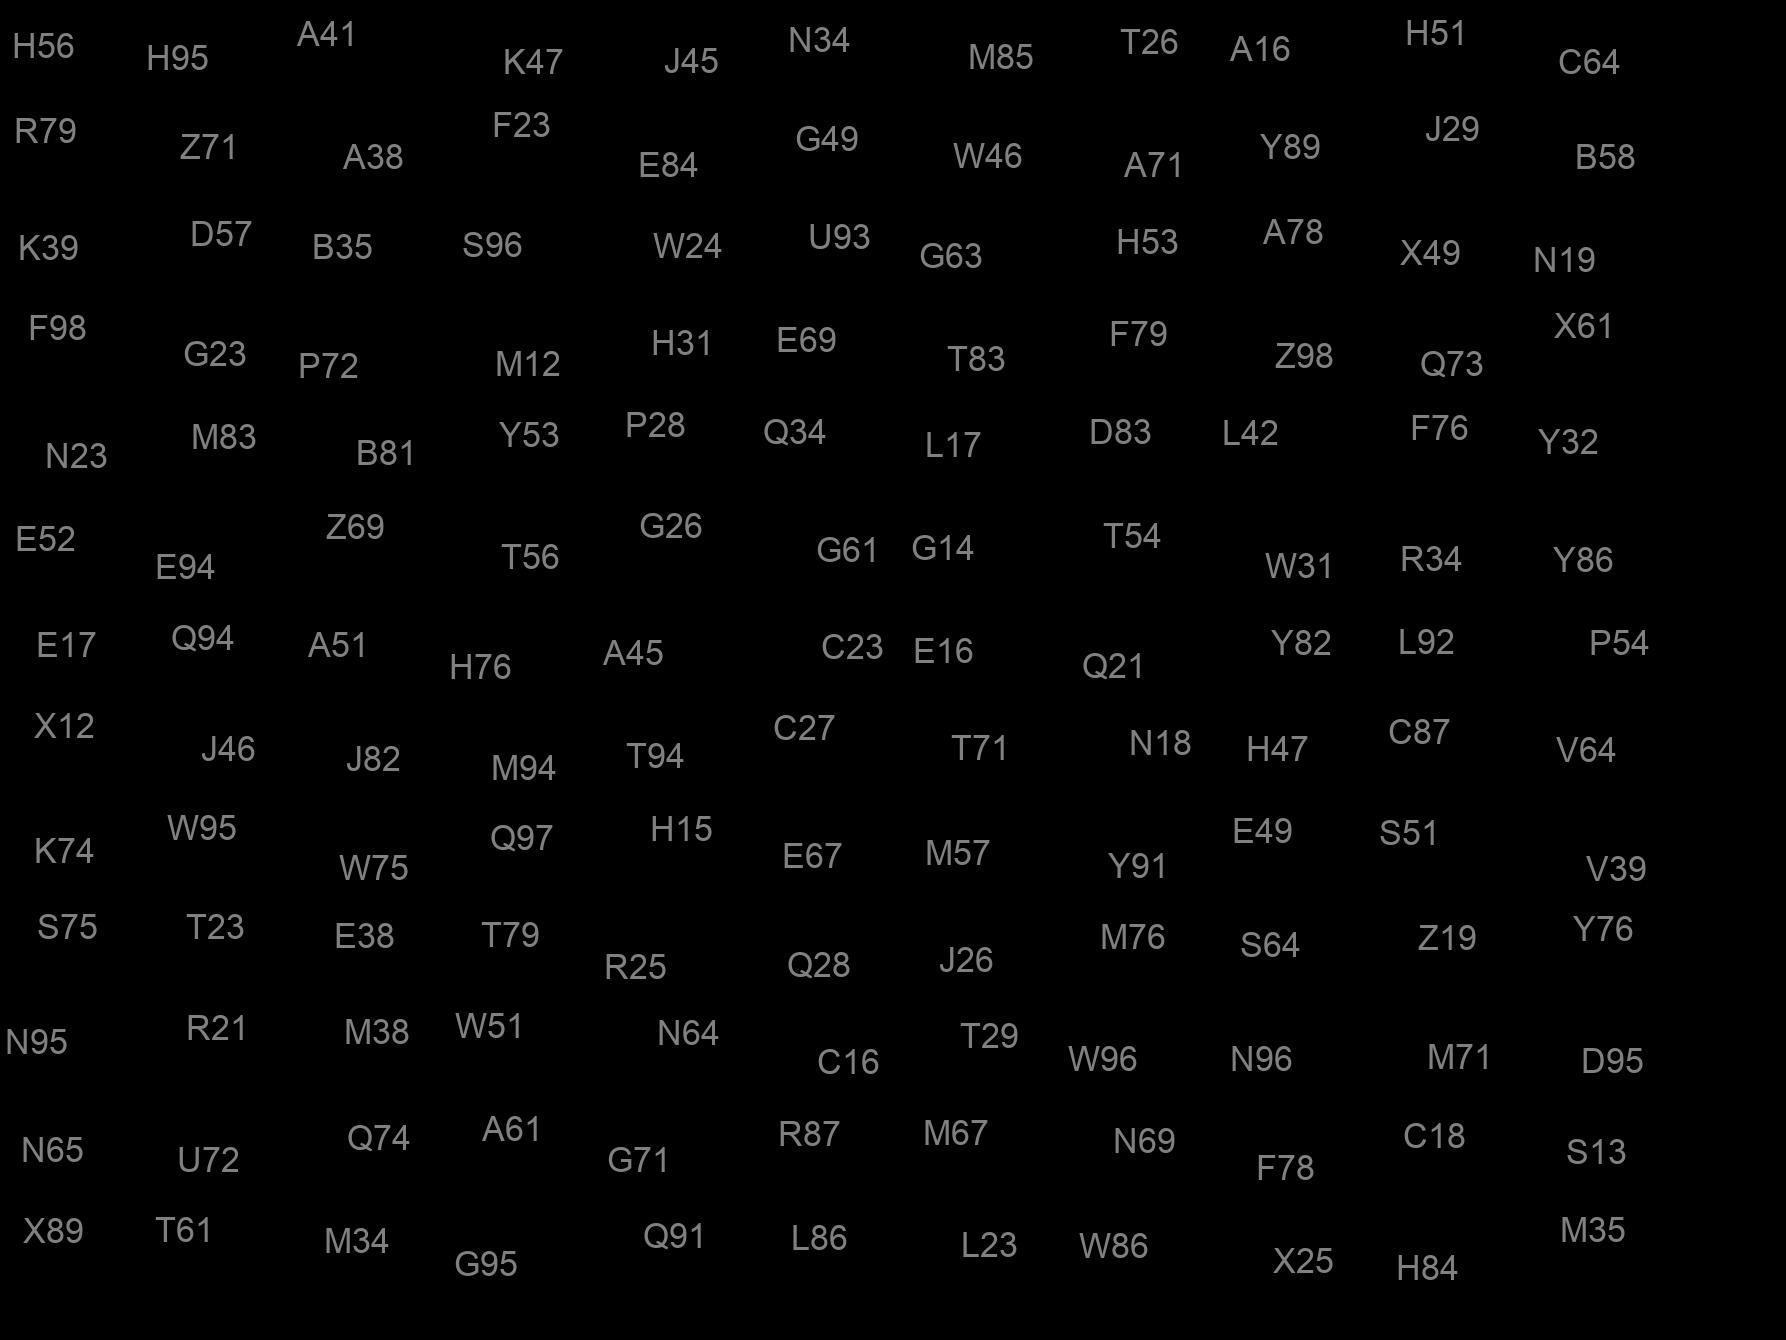 H56 H95 A41 K47 J45 N34 M85 T26 A16 H51 C64
R79 Z71 A38 F23 E84 G49 W46 A71 Y89 J29 B58
K39 D57 B35 S96 W24 U93 G63 H53 A78 X49 N19
F98 G23 P72 M12 H31 E69 T83 F79 Z98 Q73 X61
N23 M83 B81 Y53 P28 Q34 L17 D83 L42 F76 Y32
E52 E94 Z69 T56 G26 G61 G14 T54 W31 R34 Y86
E17 Q94 A51 H76 A45 C23 E16 Q21 Y82 L92 P54
X12 J46 J82 M94 T94 C27 T71 N18 H47 C87 V64
K74 W95 W75 Q97 H15 E67 M57 Y91 E49 S51 V39
S75 T23 E38 T79 R25 Q28 J26 M76 S64 Z19 Y76
N95 R21 M38 W51 N64 C16 T29 W96 N96 M71 D95
N65 U72 Q74 A61 G71 R87 M67 N69 F78 C18 S13
X89 T61 M34 G95 Q91 L86 L23 W86 X25 H84 M35